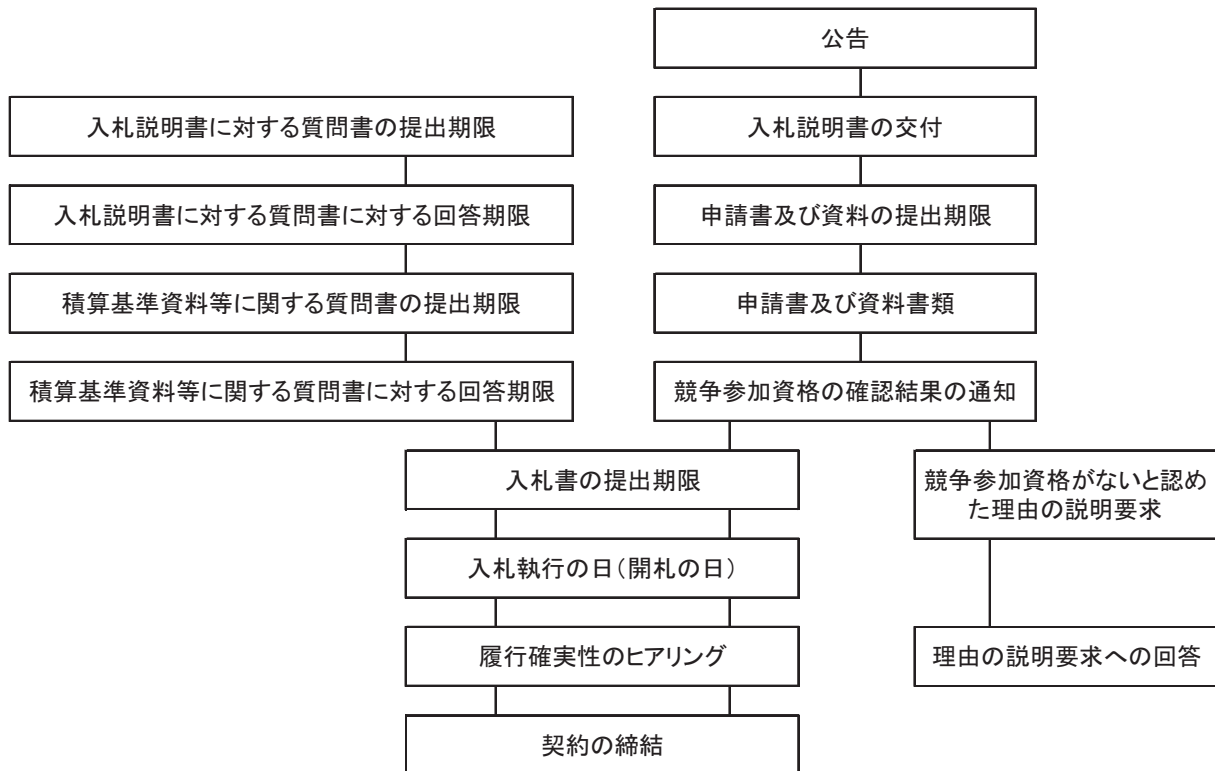 公告
入札説明書に対する質問書の提出期限
入札説明書の交付
入札説明書に対する質問書に対する回答期限
申請書及び資料の提出期限
積算基準資料等に関する質問書の提出期限
申請書及び資料書類
積算基準資料等に関する質問書に対する回答期限
競争参加資格の確認結果の通知
入札書の提出期限
競争参加資格がないと認め
た理由の説明要求
入札執行の日(開札の日)
履行確実性のヒアリング
理由の説明要求への回答
契約の締結